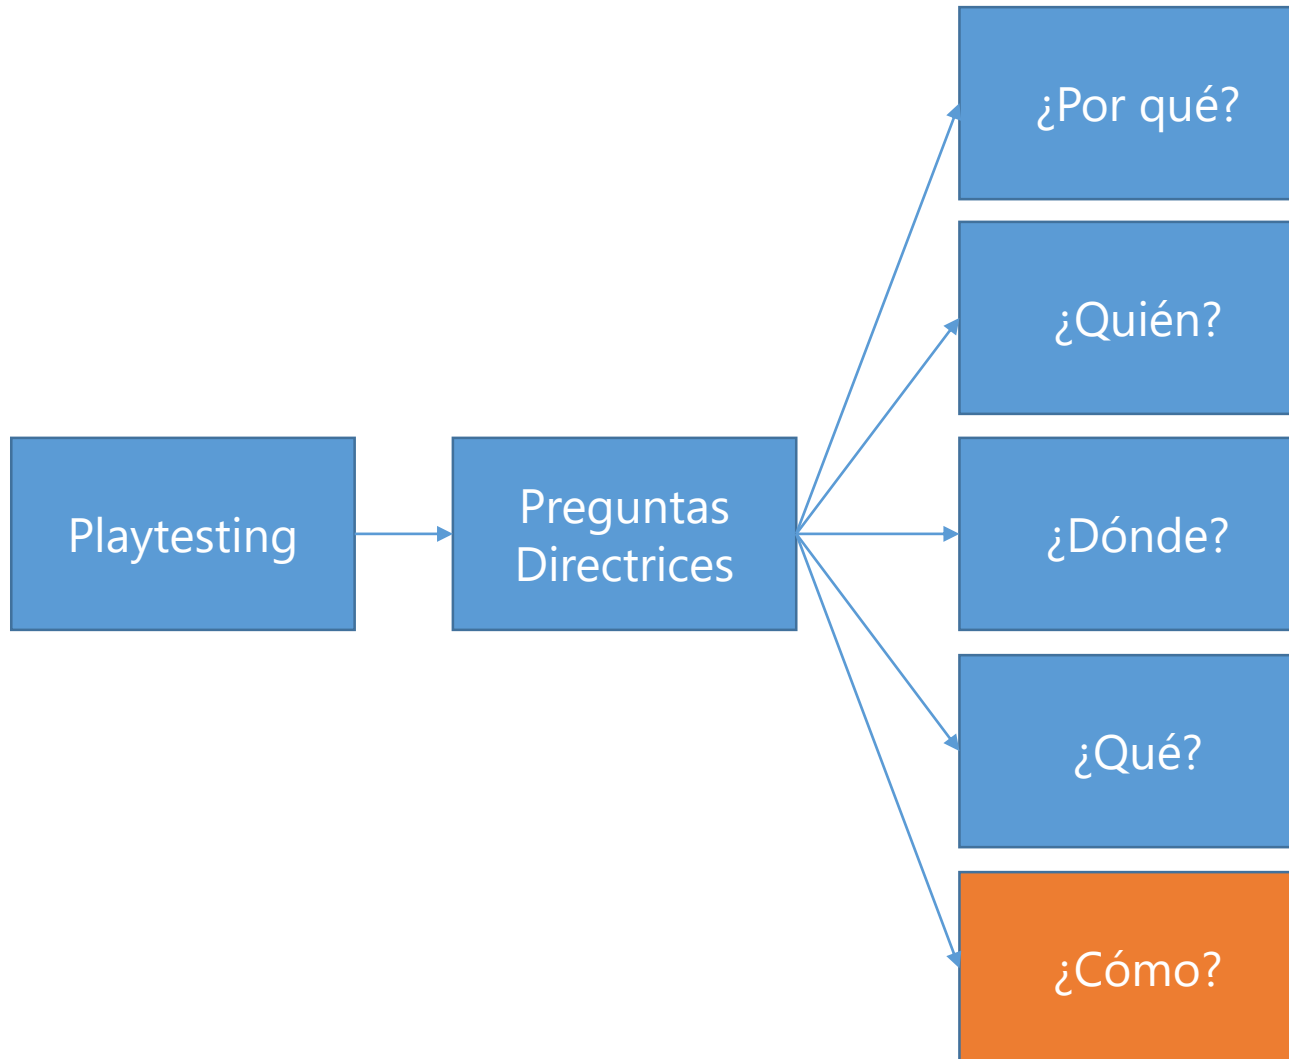 Playtesting
Preguntas
Directrices
¿Por qué?
¿Quién?
¿Dónde?
¿Qué?
¿Cómo?